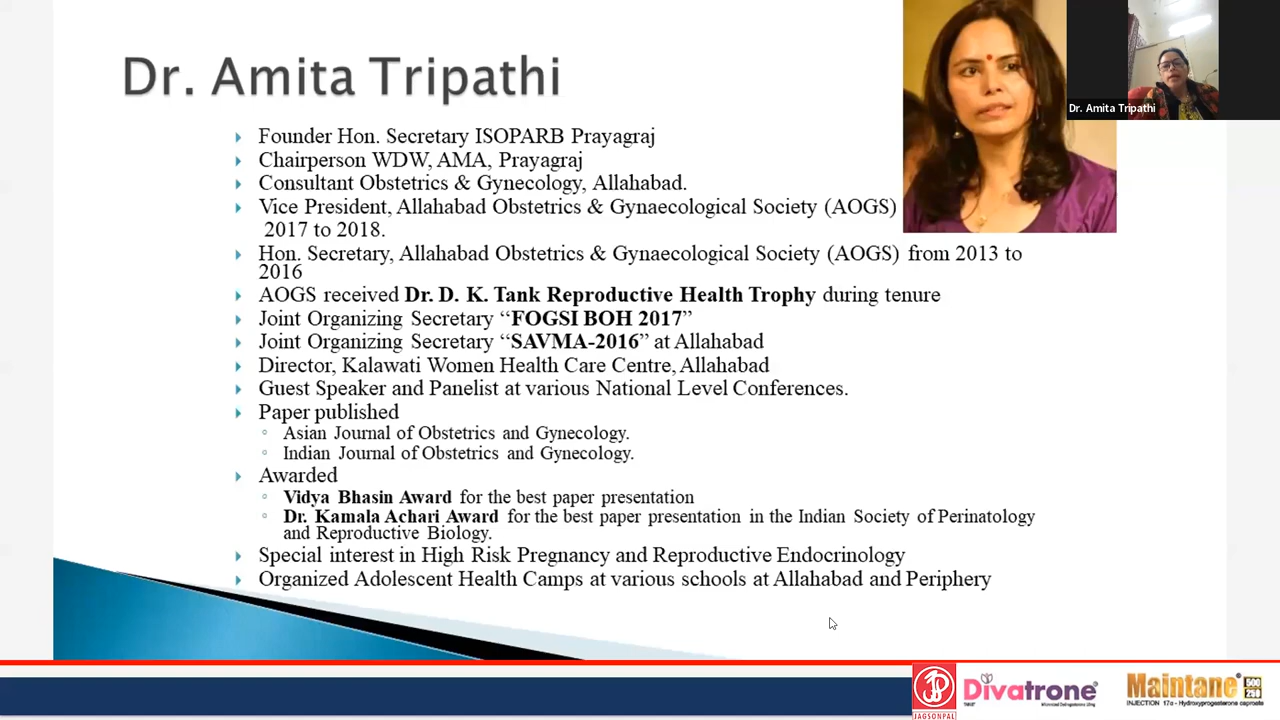 Dr. Amita Tripathi
Dr. Amita Tripathi
Founder Hon. Secretary ISOPARB Prayagraj
Chairperson WDW, AMA, Prayagraj
Consultant Obstetrics & Gynecology, Allahabad.
Vice President, Allahabad Obstetrics & Gynaecological Society (AOGS)
2017 to 2018.
Hon. Secretary, Allahabad Obstetrics & Gynaecological Society (AOGS) from 2013 to
2016
AOGS received Dr. D. K. Tank Reproductive Health Trophy during tenure
Joint Organizing Secretary “FOGSI BOH 2017”
Joint Organizing Secretary “SAVMA-2016” at Allahabad
Director, Kalawati Women Health Care Centre, Allahabad
Guest Speaker and Panelist at various National Level Conferences.
Paper published
Asian Journal of Obstetrics and Gynecology.
Indian Journal of Obstetrics and Gynecology.
Awarded
Vidya Bhasin Award for the best paper presentation
Dr. Kamala Achari Award for the best paper presentation in the Indian Society of Perinatology
and Reproductive Biology.
Special interest in High Risk Pregnancy and Reproductive Endocrinology
Organized Adolescent Health Camps at various schools at Allahabad and Periphery
JAGSONPAL
Divatrone®
Maintane® 500 250
INJECTION 17α - Hydroxyprogesterone caproate